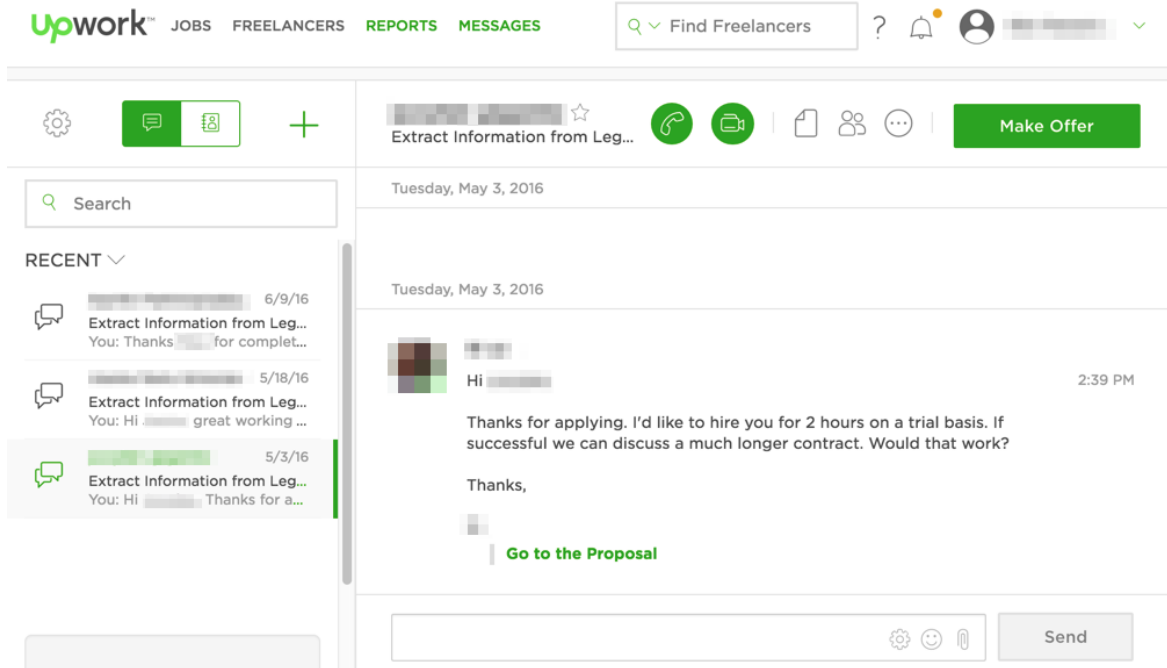 upwork™ JOBS FREELANCERS REPORTS MESSAGES Find Freelancers ?
Extract Information from Leg...
Make Offer
Search
RECENT
6/9/16
Extract Information from Leg...
You: Thanks for complet...
5/18/16
Extract Information from Leg...
You: Hi great working ...
5/3/16
Extract Information from Leg...
You: Hi Thanks for a...
Tuesday, May 3, 2016
Tuesday, May 3, 2016
Hi
2:39 PM
Thanks for applying. I'd like to hire you for 2 hours on a trial basis. If
successful we can discuss a much longer contract. Would that work?
Thanks,
Go to the Proposal
Send